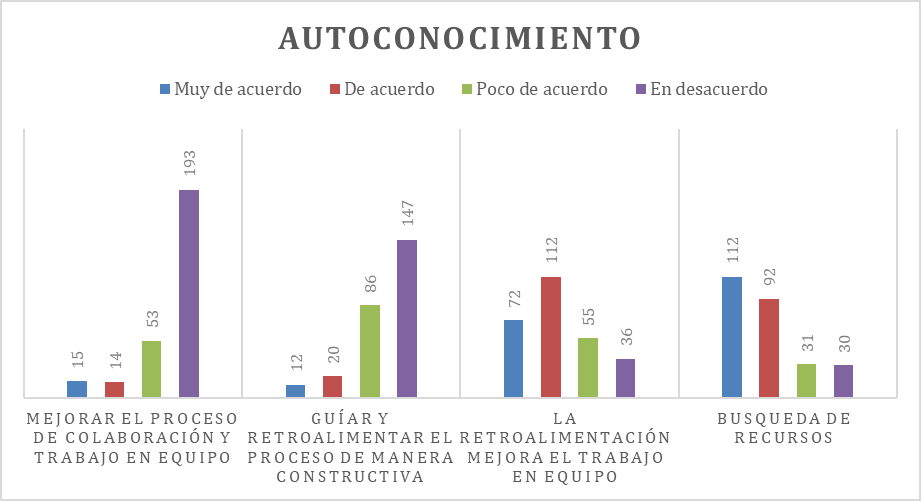 AUTOCONOCIMIENTO
Muy de acuerdo De acuerdo Poco de acuerdo En desacuerdo
15 14 53 193
12 20 86 147
72 112 55 36
112 92 31 30
MEJORAR EL PROCESO
DE COLABORACIÓN Y
TRABAJO EN EQUIPO
GUÍAR Y
RETROALIMENTAR EL
PROCESO DE MANERA
CONSTRUCTIVA
LA
RETROALIMENTACIÓN
MEJORA EL TRABAJO
EN EQUIPO
BUSQUEDA DE
RECURSOS